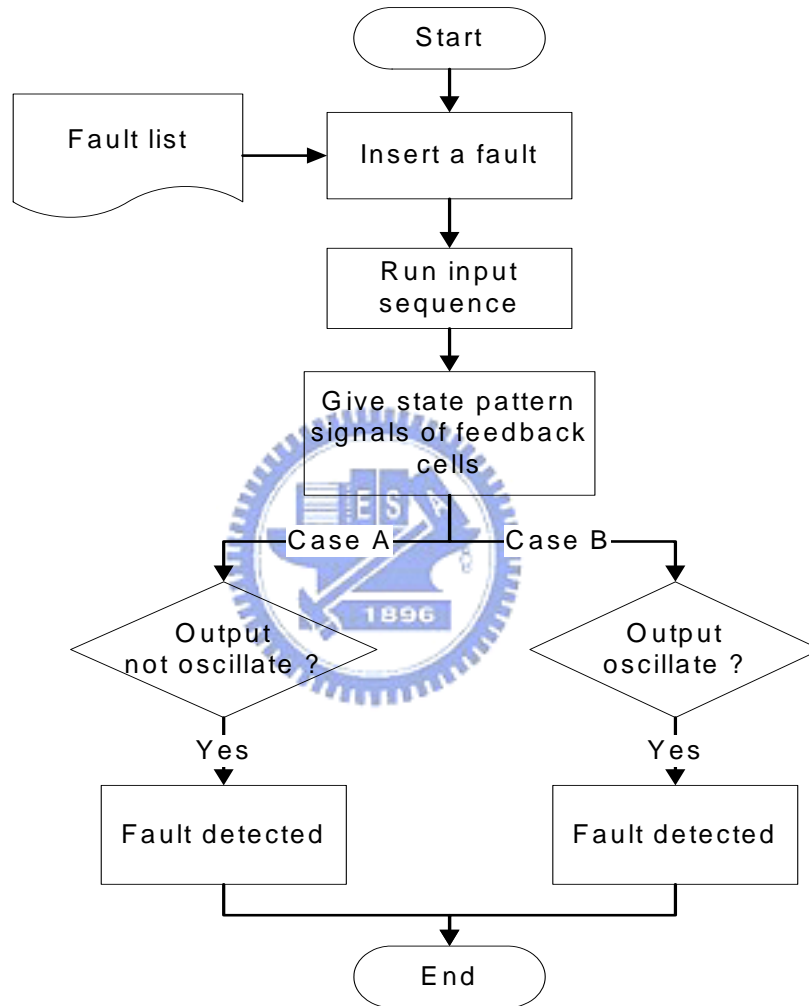 Start
Fault list
Insert a fault
Run input
sequence
Give state pattern
signals of feedback
cells
E S A
Case A
Case B
1896
Output
not oscillate ?
Output
oscillate ?
Yes
Yes
Fault detected
Fault detected
End